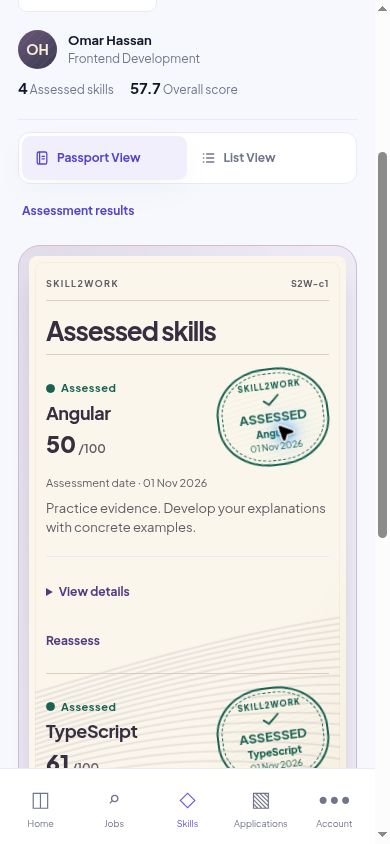 OH
Omar Hassan
Frontend Development
4 Assessed skills 57.7 Overall score
Passport View List View
Assessment results
SKILL2WORK S2W-c1
Assessed skills
Assessed
Angular
50 /100
SKILL2WORK
ASSESSED
01 Nov 2026
Assessment date · 01 Nov 2026
Practice evidence. Develop your explanations
with concrete examples.
View details
Reassess
Assessed
TypeScript
61 /100
SKILL2WORK
ASSESSED
TypeScript
01 Nov 2026
Home Jobs Skills Applications Account